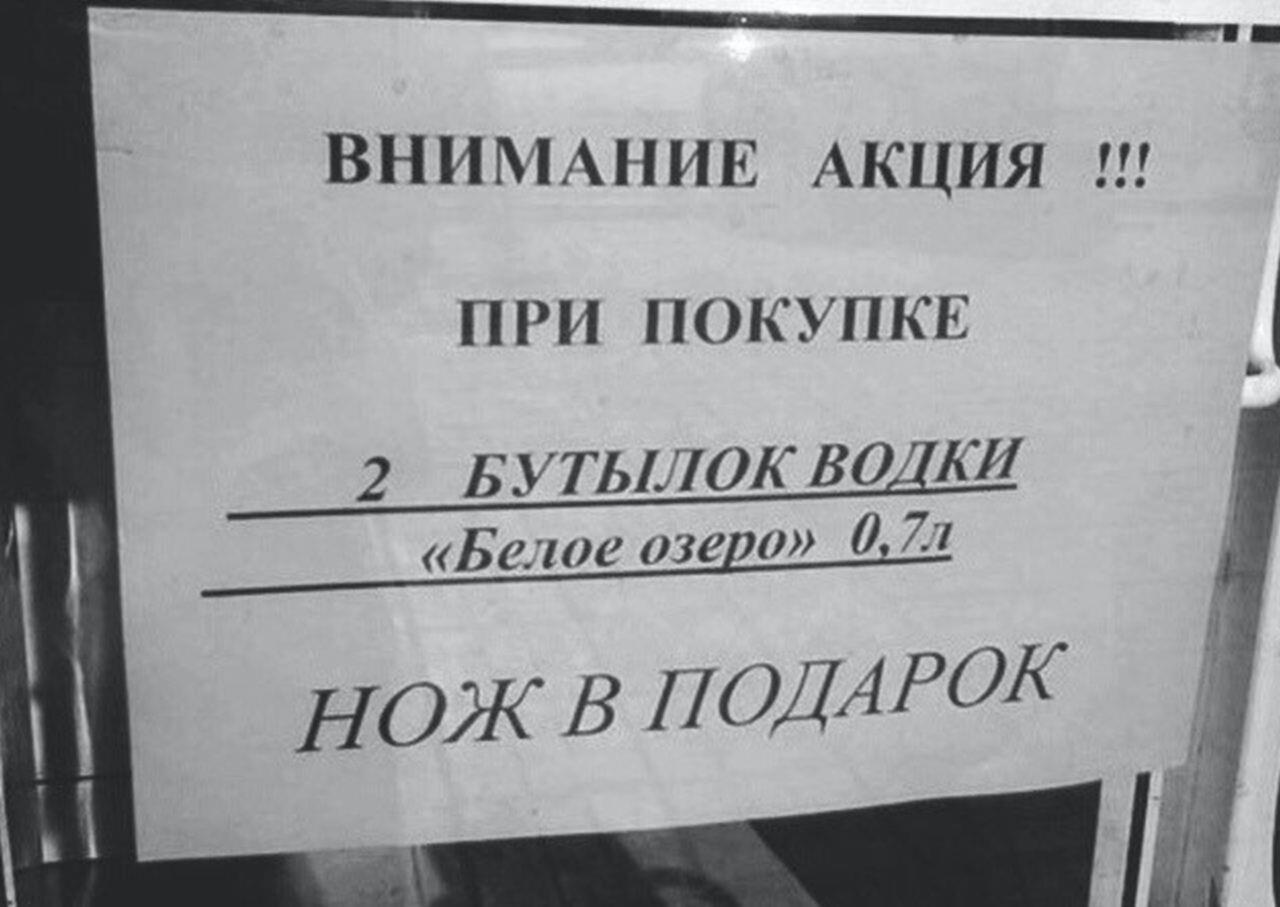 ВНИМАНИЕ АКЦИЯ !!!
ПРИ ПОКУПКЕ
2 БУТЫЛОК ВОДКИ
«Белое озеро» 0,7л
НОЖ В ПОДАРОК